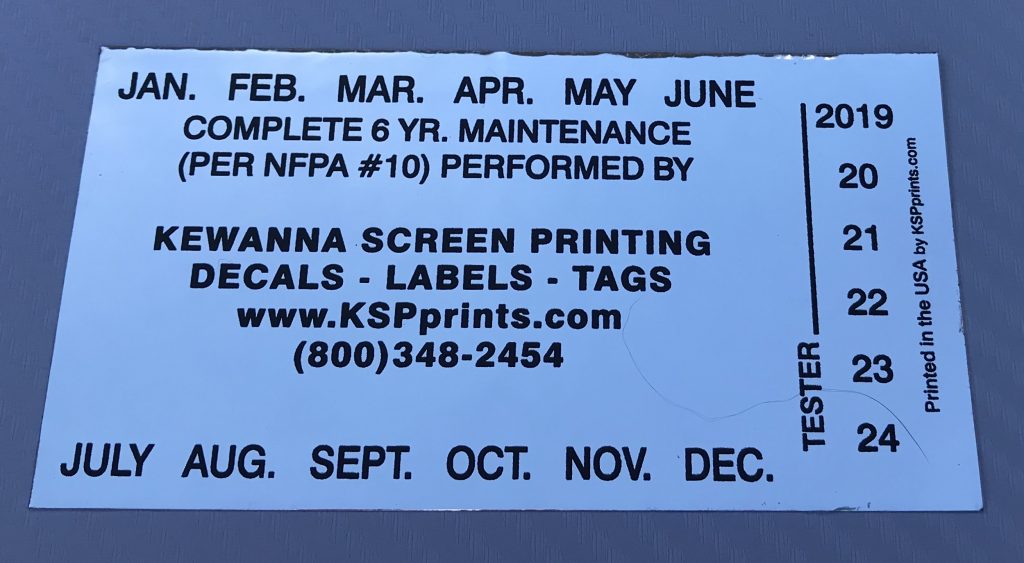 JAN. FEB. MAR. APR. MAY JUNE
COMPLETE 6 YR. MAINTENANCE
(PER NFPA #10) PERFORMED BY
KEWANNA SCREEN PRINTING
DECALS - LABELS - TAGS
www.KSPprints.com
(800)348-2454
JULY AUG. SEPT. OCT. NOV. DEC.
TESTER
2019
20
21
22
23
24
Printed in the USA by KSPprints.com